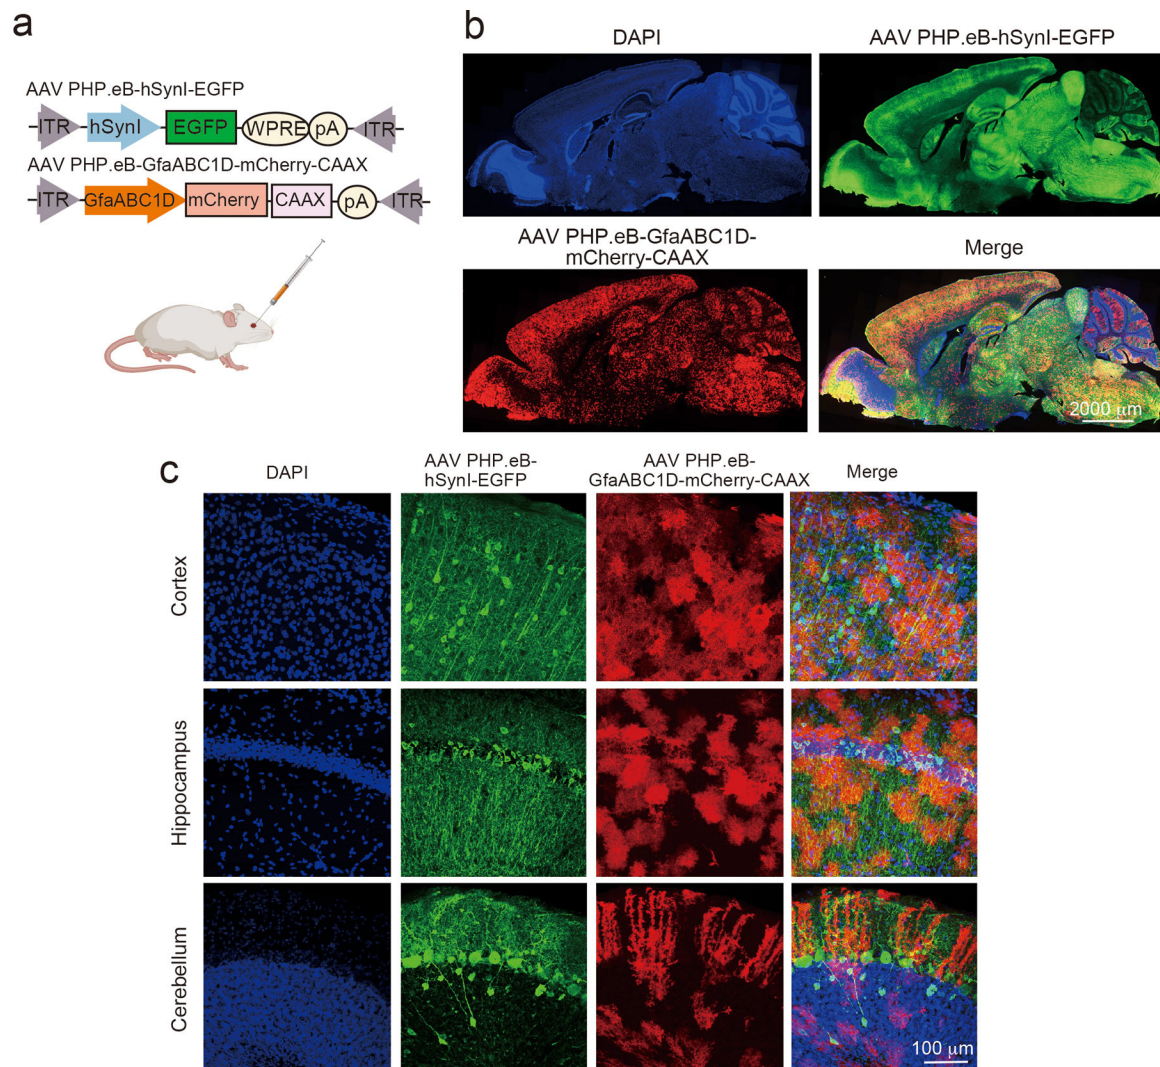 a
AAV PHP.eB-hSynI-EGFP
ITR hSynI EGFP WPRE pA ITR
AAV PHP.eB-GfaABC1D-mCherry-CAAX
ITR GfaABC1D mCherry CAAX pA ITR
b
DAPI
AAV PHP.eB-hSynI-EGFP
AAV PHP.eB-GfaABC1D-
mCherry-CAAX
Merge
2000 μm
c
DAPI
AAV PHP.eB-
hSynI-EGFP
AAV PHP.eB-
GfaABC1D-mCherry-CAAX
Merge
Cortex
Hippocampus
Cerebellum
100 μm